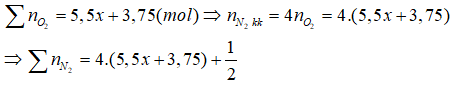 ∑n_{O_2} = 5,5x + 3,75(mol) ⇒ n_{N_2 kk} = 4n_{O_2} = 4.(5,5x + 3,75)
⇒ ∑n_{N_2} = 4.(5,5x + 3,75) + \frac{1}{2}